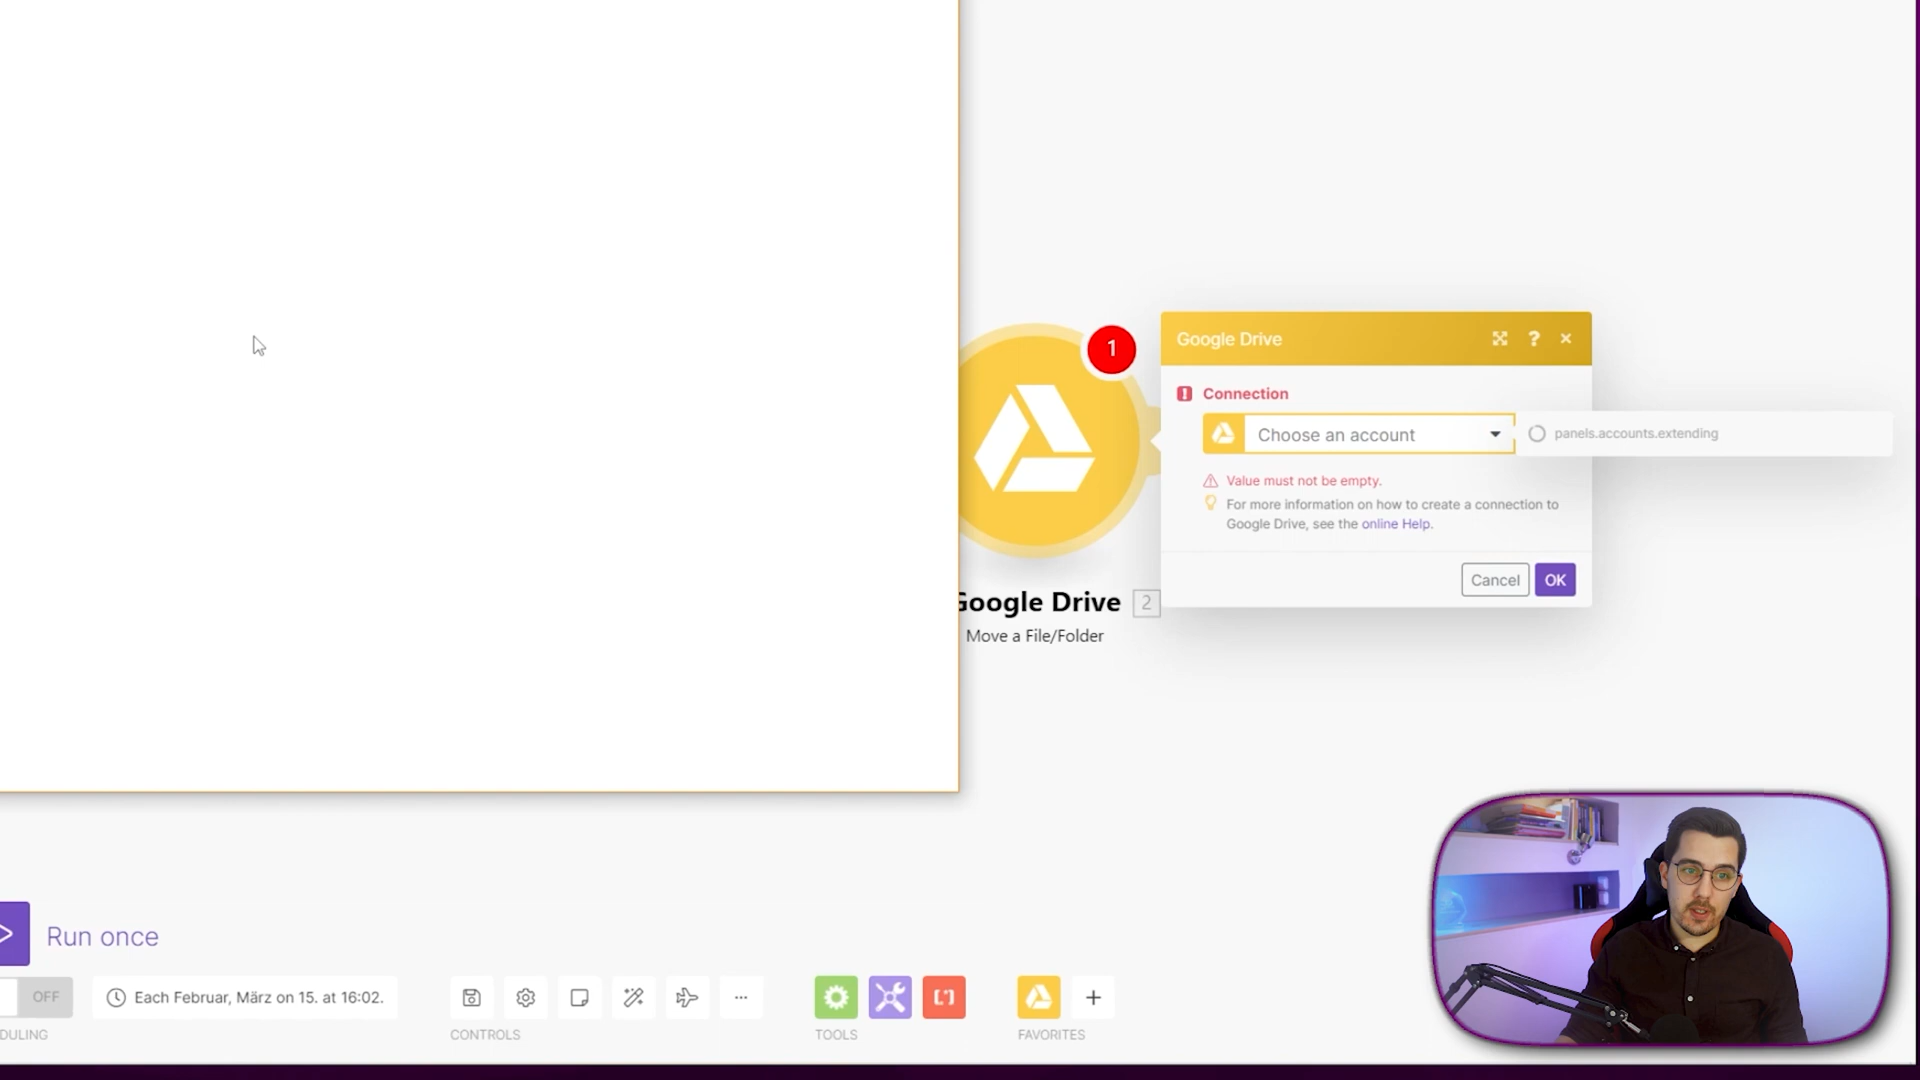 1
Google Drive
?
Connection
Choose an account
panels.accounts.extending
Value must not be empty.
For more information on how to create a connection to
Google Drive, see the online Help.
Cancel
OK
Google Drive
2
Move a File/Folder
Run once
OFF
Each Februar, März on 15. at 16:02.
DULING
CONTROLS
TOOLS
FAVORITES